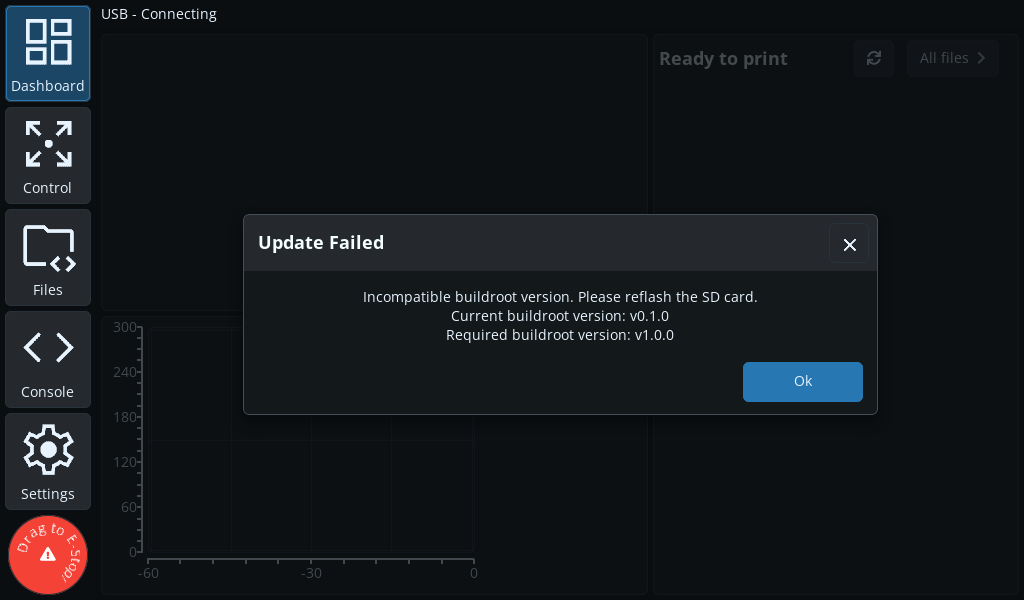 USB - Connecting
Dashboard
Control
Files
Console
Settings
Drag to E-Stop!
Ready to print
All files
Update Failed
Incompatible buildroot version. Please reflash the SD card.
Current buildroot version: v0.1.0
Required buildroot version: v1.0.0
Ok
300
240
180
120
60
0
-60 -30 0